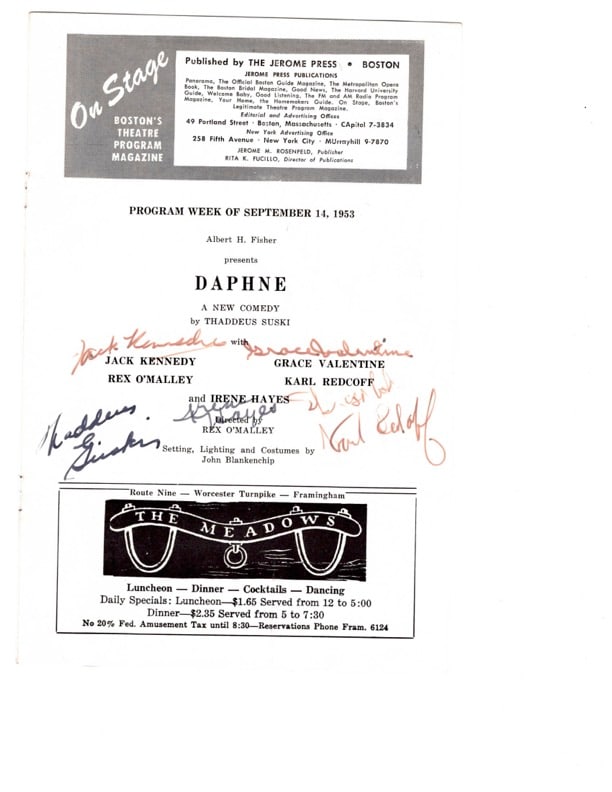 On Stage
BOSTON'S
THEATRE
PROGRAM
MAGAZINE
Published by THE JEROME PRESS • BOSTON
JEROME PRESS PUBLICATIONS
Panorama, The Official Boston Guide Magazine, The Metropolitan Opera
Book, The Boston Bridal Magazine, Good News, The Harvard University
Guide, Welcome Baby, Good Listening, The FM and AM Radio Program
Magazine, Your Home, the Homemakers Guide. On Stage, Boston's
Legitimate Theatre Program Magazine.
Editorial and Advertising Offices
49 Portland Street · Boston, Massachusetts · CApitol 7-3834
New York Advertising Office
258 Fifth Avenue · New York City · MUrrayhill 9-7870
JEROME M. ROSENFELD, Publisher
RITA K. FUCILLO, Director of Publications
PROGRAM WEEK OF SEPTEMBER 14, 1953
Albert H. Fisher
presents
DAPHNE
A NEW COMEDY
by THADDEUS SUSKI
with
Jack Kennedy
Grace Valentine
JACK KENNEDY GRACE VALENTINE
REX O'MALLEY KARL REDCOFF
and IRENE HAYES
Irene Hayes
Directed by
REX O'MALLEY
Karl Redcoff
Thaddeus
Suski
Setting, Lighting and Costumes by
John Blankenchip
Route Nine — Worcester Turnpike — Framingham
THE MEADOWS
Luncheon — Dinner — Cocktails — Dancing
Daily Specials: Luncheon—$1.65 Served from 12 to 5:00
Dinner—$2.35 Served from 5 to 7:30
No 20% Fed. Amusement Tax until 8:30—Reservations Phone Fram. 6124